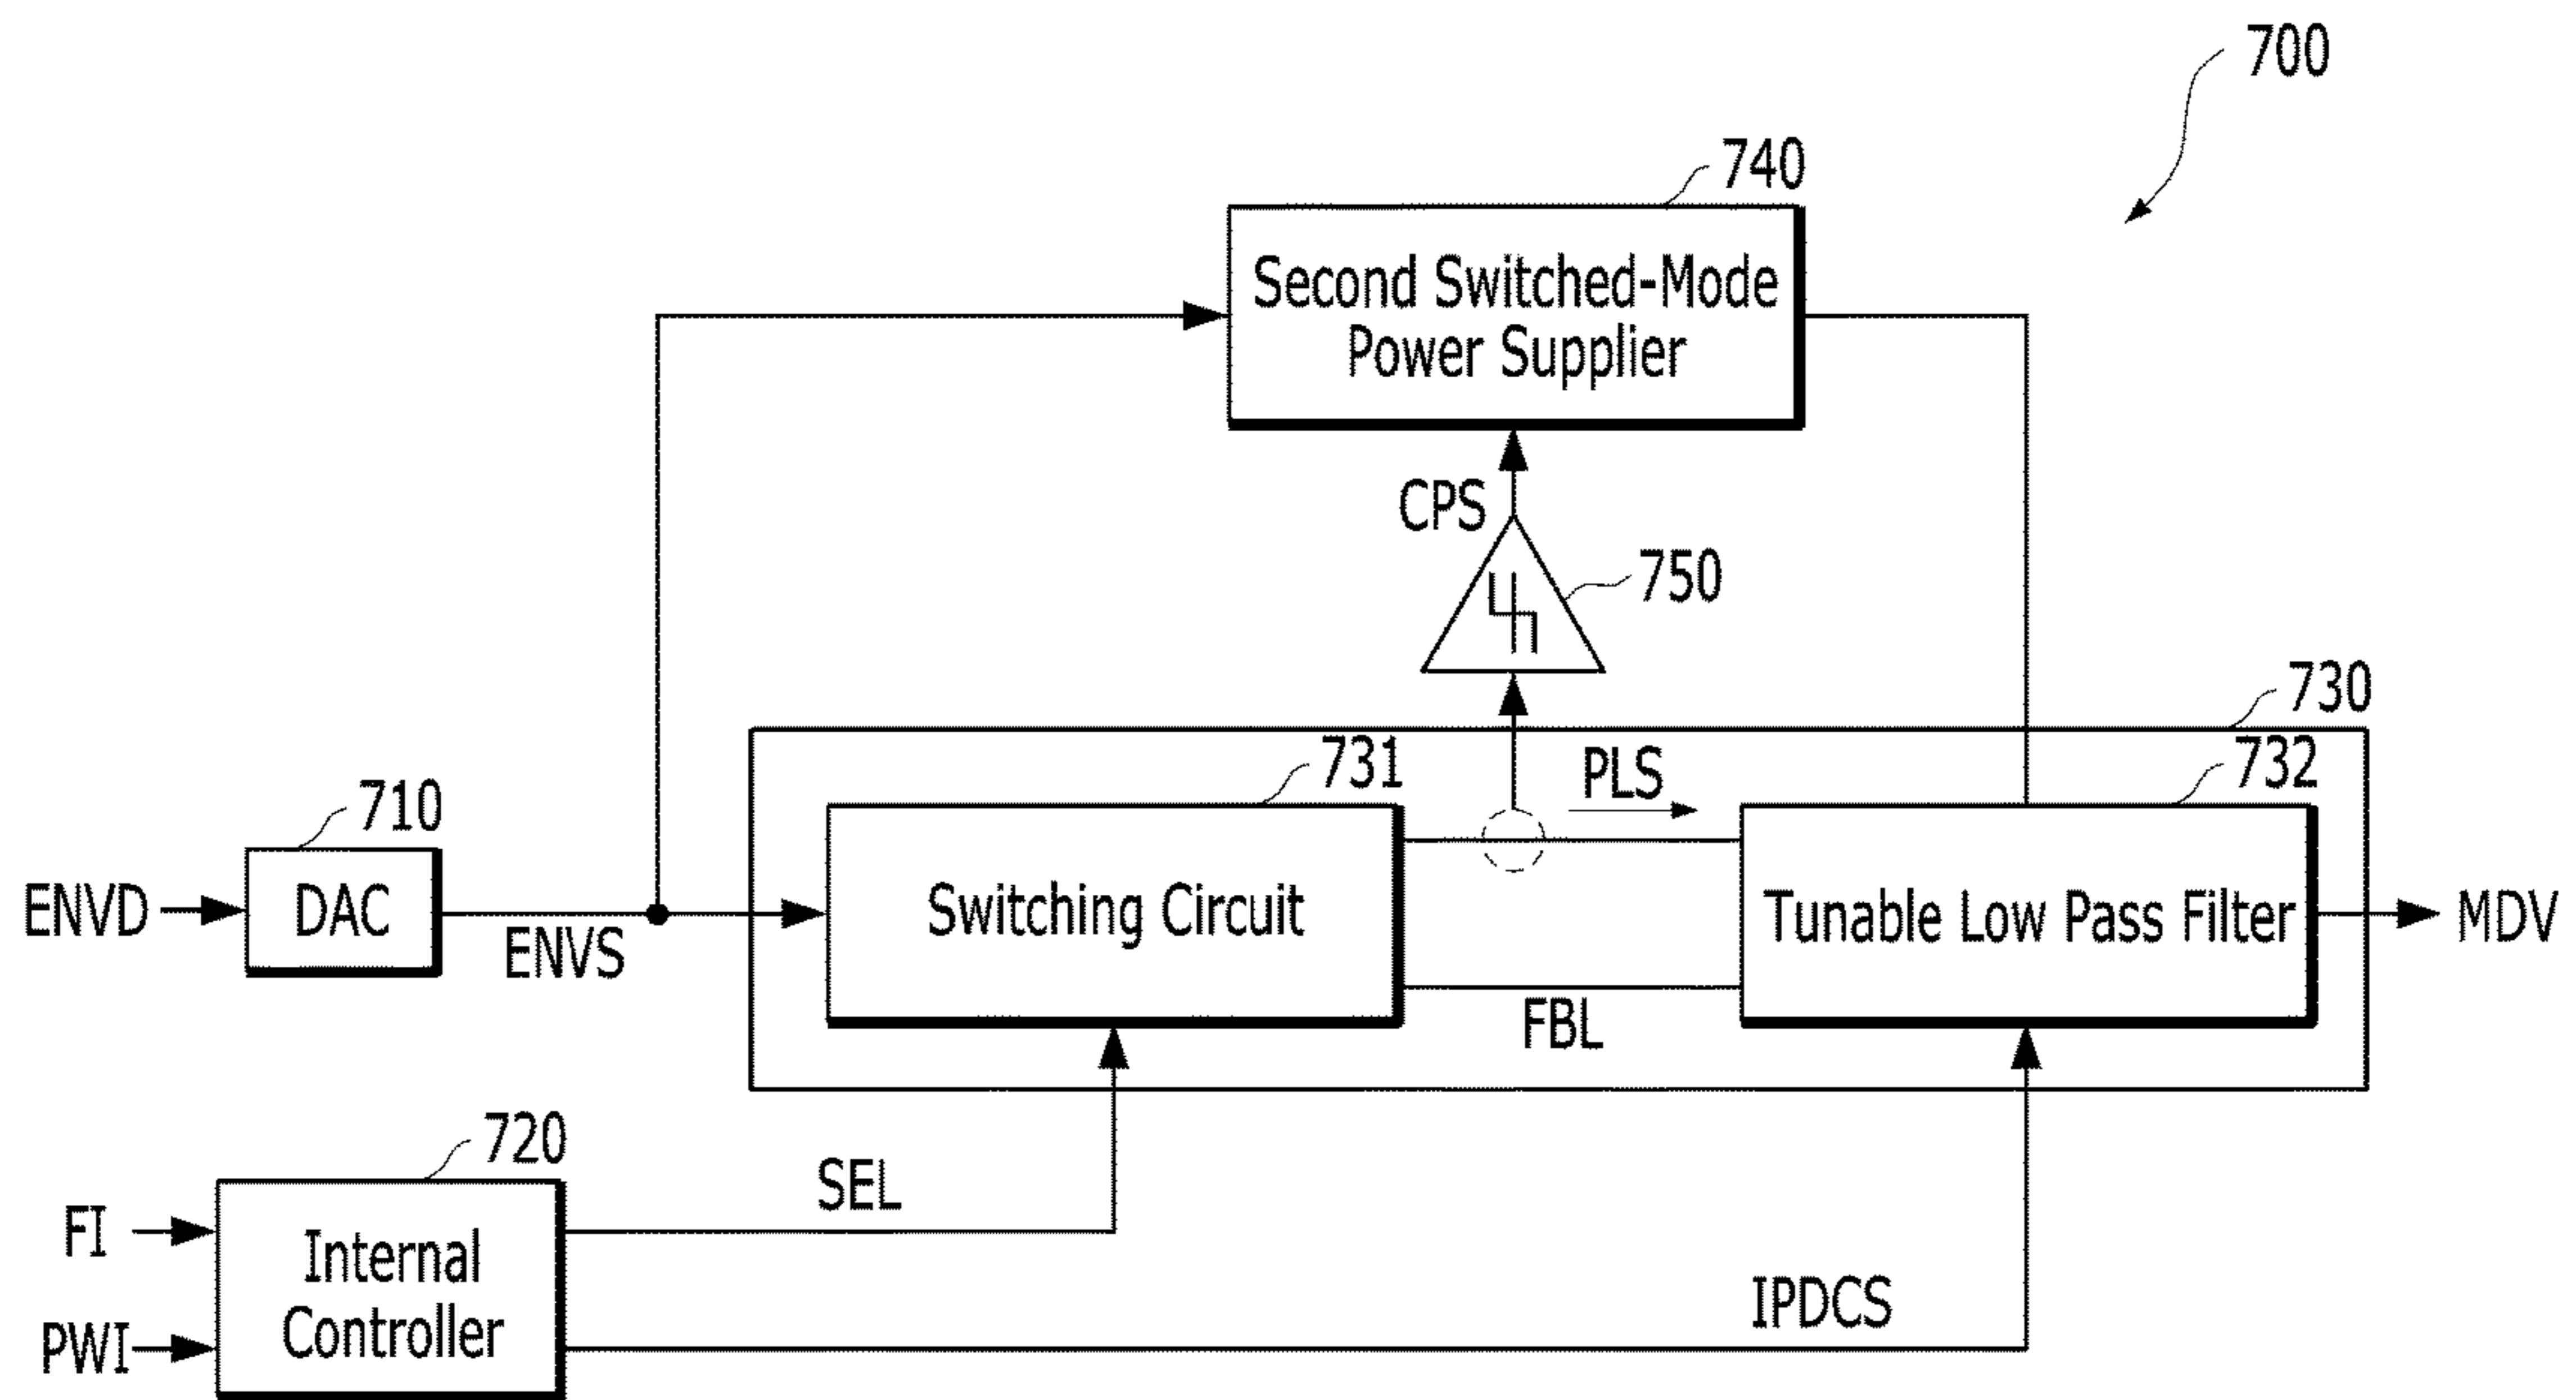 700
740
Second Switched-Mode
Power Supplier
CPS
750
730
731
PLS
732
710
ENVD
DAC
ENVS
Switching Circuit
Tunable Low Pass Filter
MDV
FBL
720
SEL
FI
Internal
Controller
PWI
IPDCS